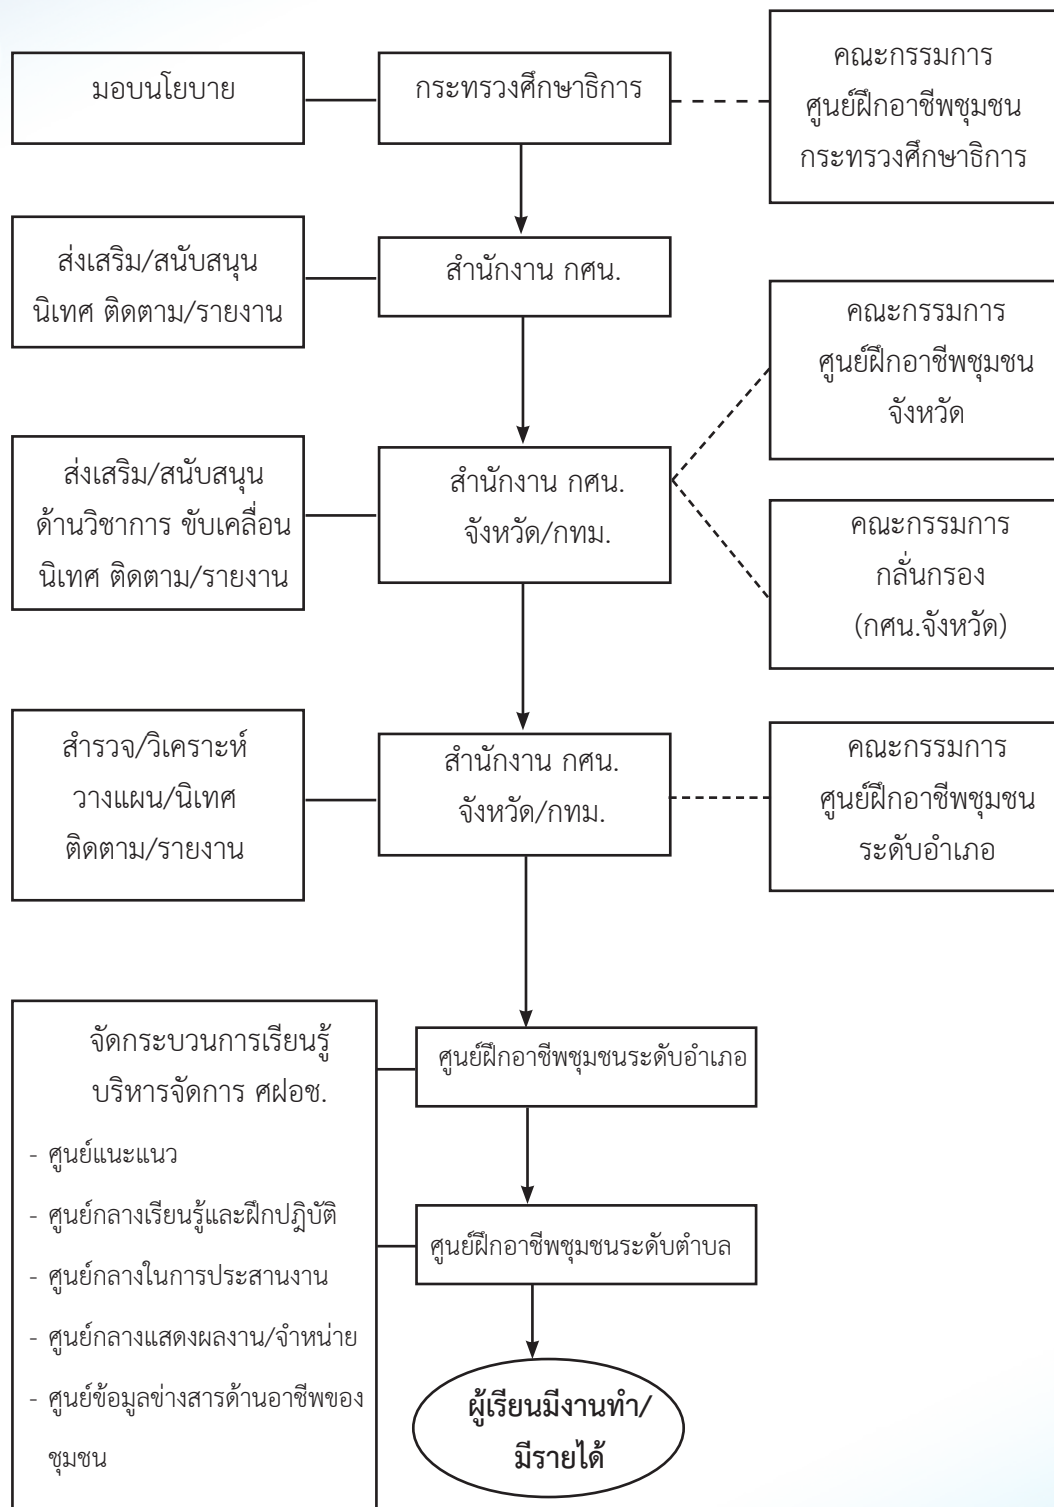 มอบนโยบาย
กระทรวงศึกษาธิการ
คณะกรรมการ
ศูนย์ฝึกอาชีพชุมชน
กระทรวงศึกษาธิการ
ส่งเสริม/สนับสนุน
นิเทศ ติดตาม/รายงาน
สำนักงาน กศน.
คณะกรรมการ
ศูนย์ฝึกอาชีพชุมชน
จังหวัด
ส่งเสริม/สนับสนุน
ด้านวิชาการ ขับเคลื่อน
นิเทศ ติดตาม/รายงาน
สำนักงาน กศน.
จังหวัด/กทม.
คณะกรรมการ
กลั่นกรอง
(กศน.จังหวัด)
สำรวจ/วิเคราะห์
วางแผน/นิเทศ
ติดตาม/รายงาน
สำนักงาน กศน.
จังหวัด/กทม.
คณะกรรมการ
ศูนย์ฝึกอาชีพชุมชน
ระดับอำเภอ
จัดกระบวนการเรียนรู้
บริหารจัดการ ศฝอช.
- ศูนย์แนะแนว
- ศูนย์กลางเรียนรู้และฝึกปฎิบัติ
- ศูนย์กลางในการประสานงาน
- ศูนย์กลางแสดงผลงาน/จำหน่าย
- ศูนย์ข้อมูลข่างสารด้านอาชีพของ
ชุมชน
ศูนย์ฝึกอาชีพชุมชนระดับอำเภอ
ศูนย์ฝึกอาชีพชุมชนระดับตำบล
ผู้เรียนมีงานทำ/
มีรายได้